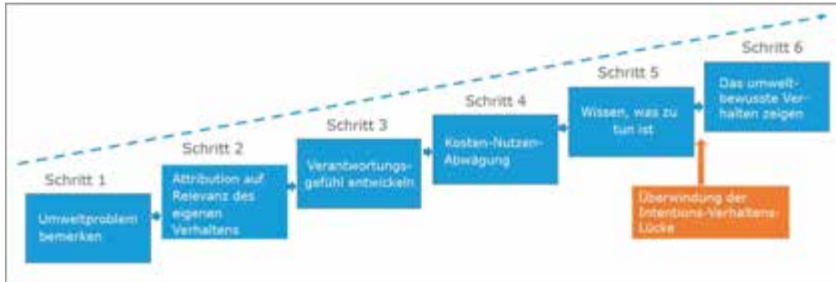 Schritt 1
Umweltproblem
bemerken
Schritt 2
Attribution auf
Relevanz des
eigenen
Verhaltens
Schritt 3
Verantwortungs-
gefühl entwickeln
Schritt 4
Kosten-Nutzen-
Abwägung
Schritt 5
Wissen, was zu
tun ist
Schritt 6
Das umwelt-
bewusste Ver-
halten zeigen
Überwindung der
Intentions-Verhaltens-
Lücke